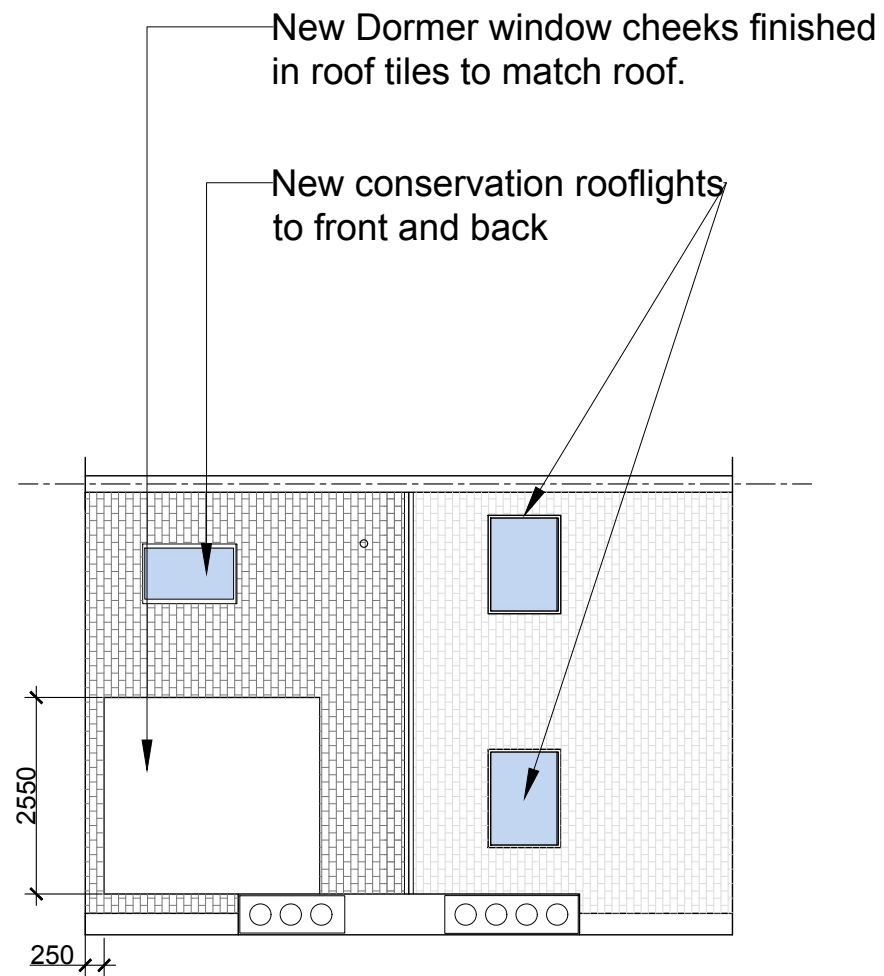 New Dormer window cheeks finished
in roof tiles to match roof.
New conservation rooflights
to front and back
2550
250